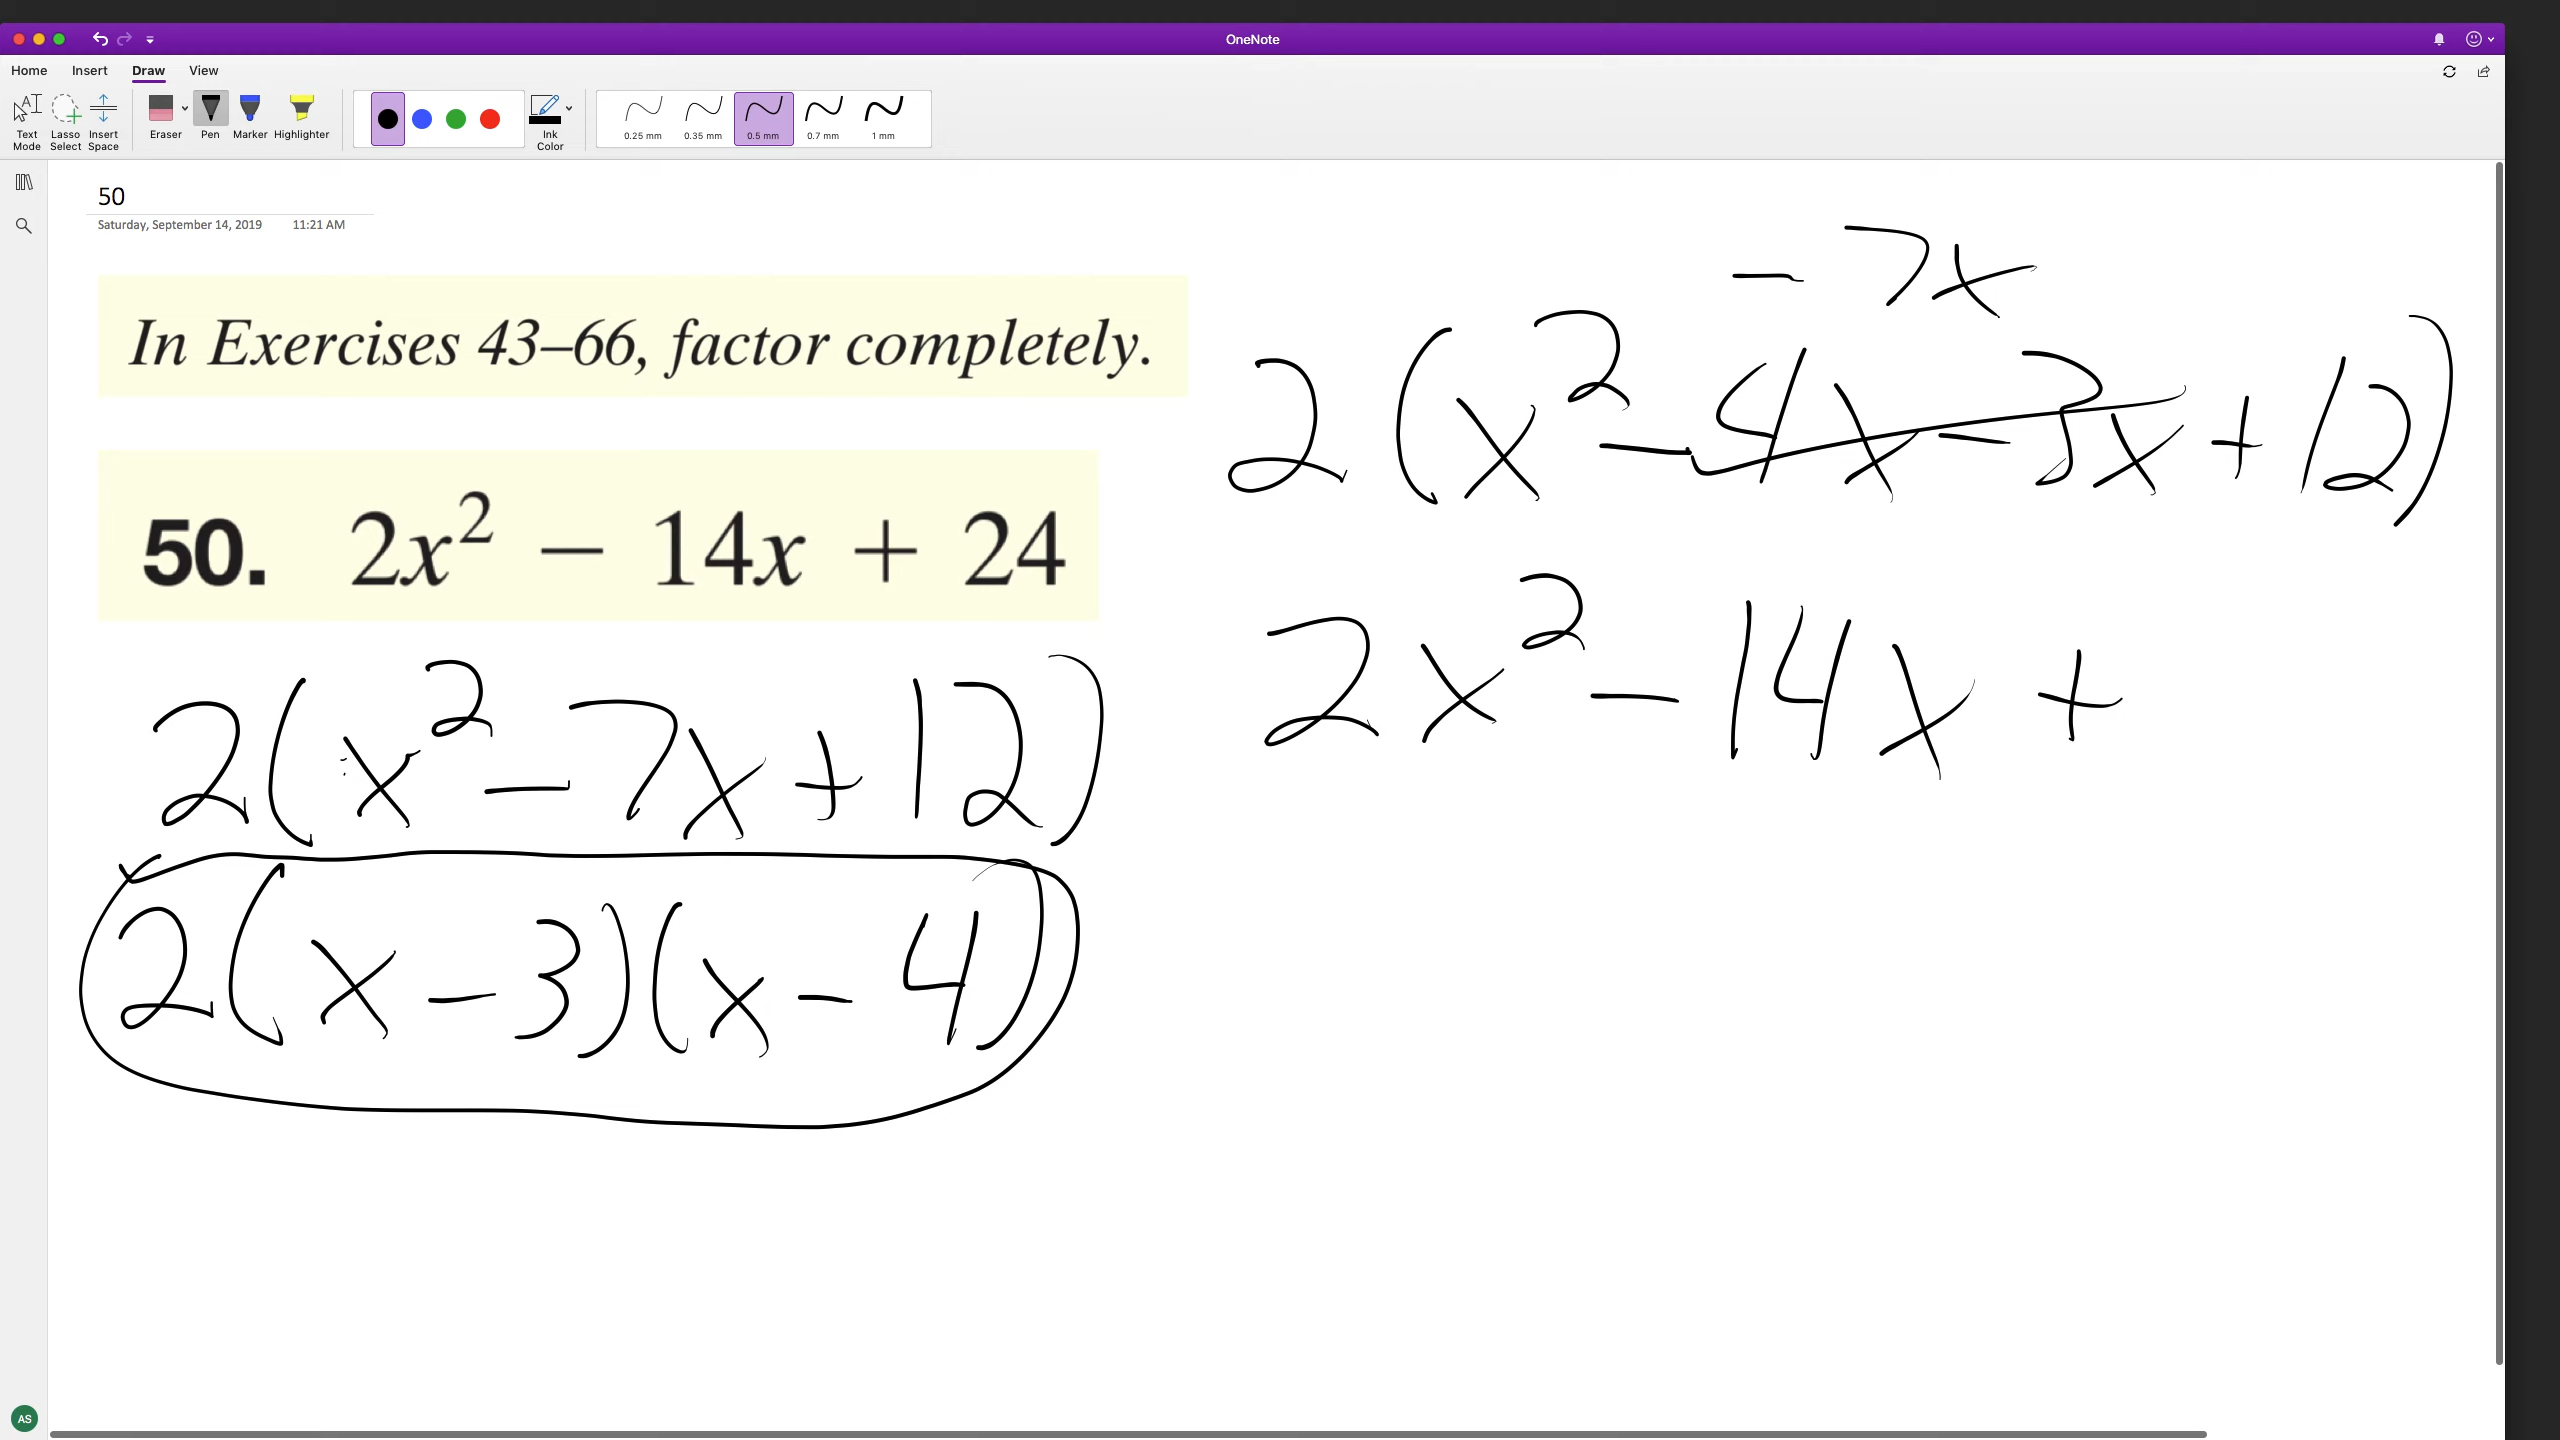 OneNote
Home Insert Draw View
Text Mode Lasso Select Insert Space Eraser Pen Marker Highlighter Ink Color 0.25 mm 0.35 mm 0.5 mm 0.7 mm 1 mm
50
Saturday, September 14, 2019 11:21 AM
In Exercises 43–66, factor completely.
50. 2x² − 14x + 24
2(x² − 7x + 12)
2(x − 3)(x − 4)
− 7x
2(x² − 4x − 3x + 12)
2x² − 14x +
AS